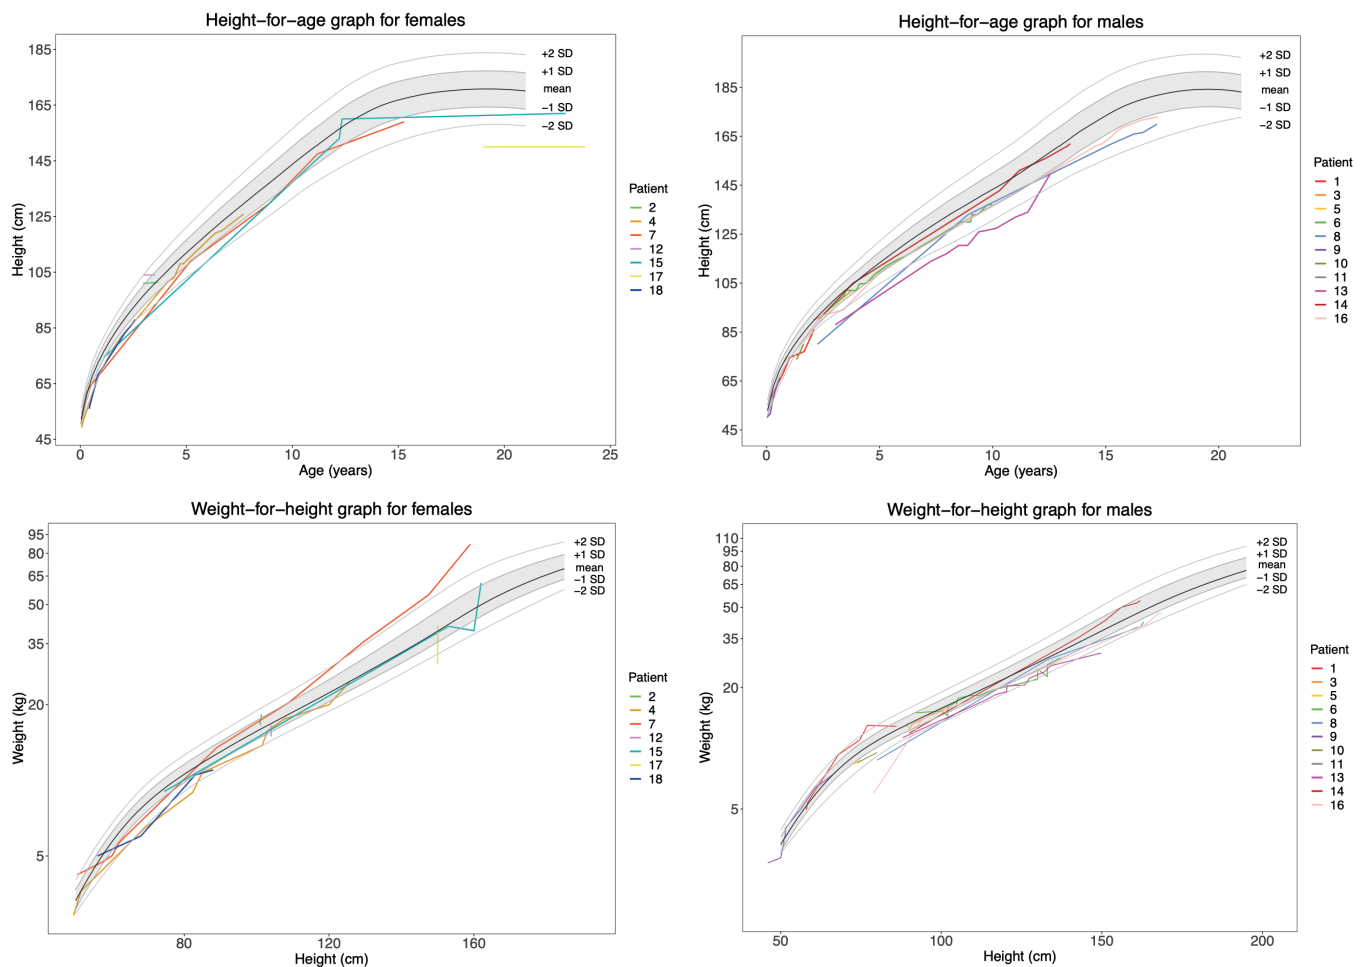 Height–for–age graph for females
185
165
145
125
105
85
65
45
Height (cm)
+2 SD
+1 SD
mean
−1 SD
−2 SD
0
5
10
15
20
25
Age (years)
Patient
2
4
7
12
15
17
18
Height–for–age graph for males
185
165
145
125
105
85
65
45
Height (cm)
+2 SD
+1 SD
mean
−1 SD
−2 SD
0
5
10
15
20
Age (years)
Patient
1
3
5
6
8
9
10
11
13
14
16
Weight–for–height graph for females
95
80
65
50
35
20
5
Weight (kg)
+2 SD
+1 SD
mean
−1 SD
−2 SD
80
120
160
Height (cm)
Patient
2
4
7
12
15
17
18
Weight–for–height graph for males
110
95
80
65
50
35
20
5
Weight (kg)
+2 SD
+1 SD
mean
−1 SD
−2 SD
50
100
150
200
Height (cm)
Patient
1
3
5
6
8
9
10
11
13
14
16